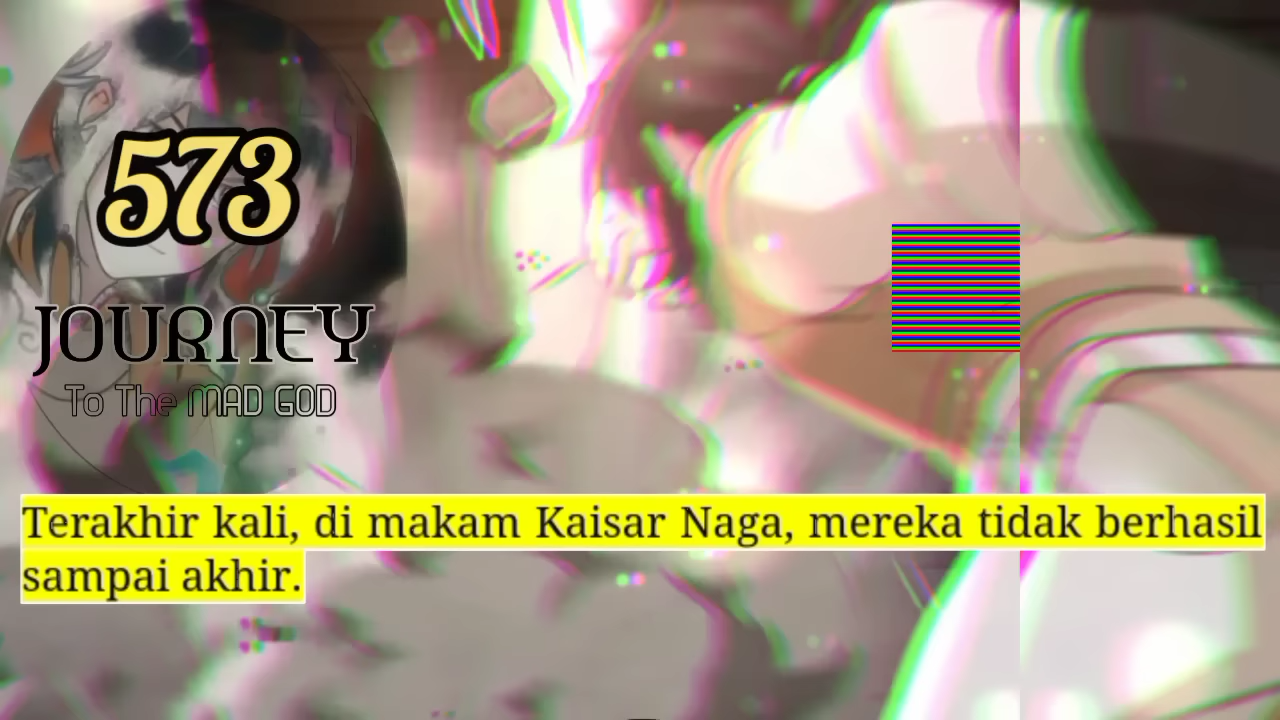 573
JOURNEY
To The MAD GOD
Terakhir kali, di makam Kaisar Naga, mereka tidak berhasil
sampai akhir.